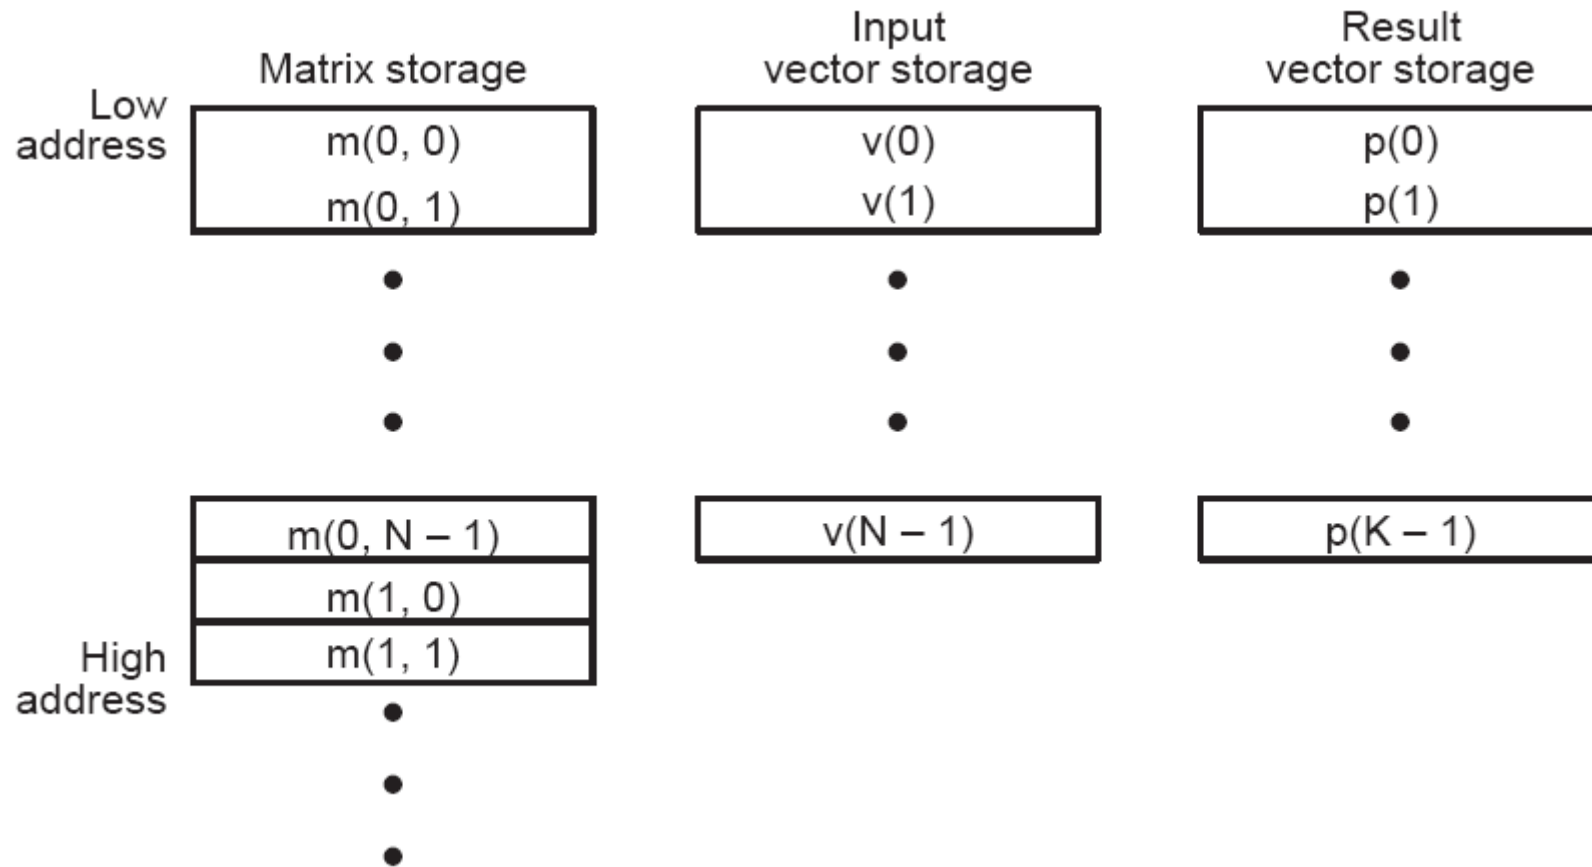 Matrix storage
Input
vector storage
Result
vector storage
Low
address
m(0, 0)
m(0, 1)
v(0)
v(1)
p(0)
p(1)
m(0, N – 1)
v(N – 1)
p(K – 1)
m(1, 0)
m(1, 1)
High
address